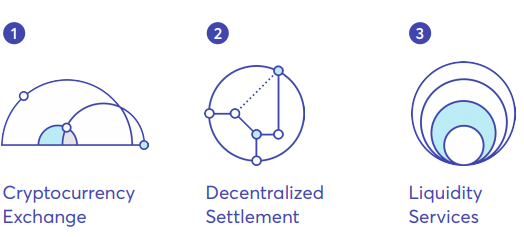 1
Cryptocurrency
Exchange
2
Decentralized
Settlement
3
Liquidity
Services